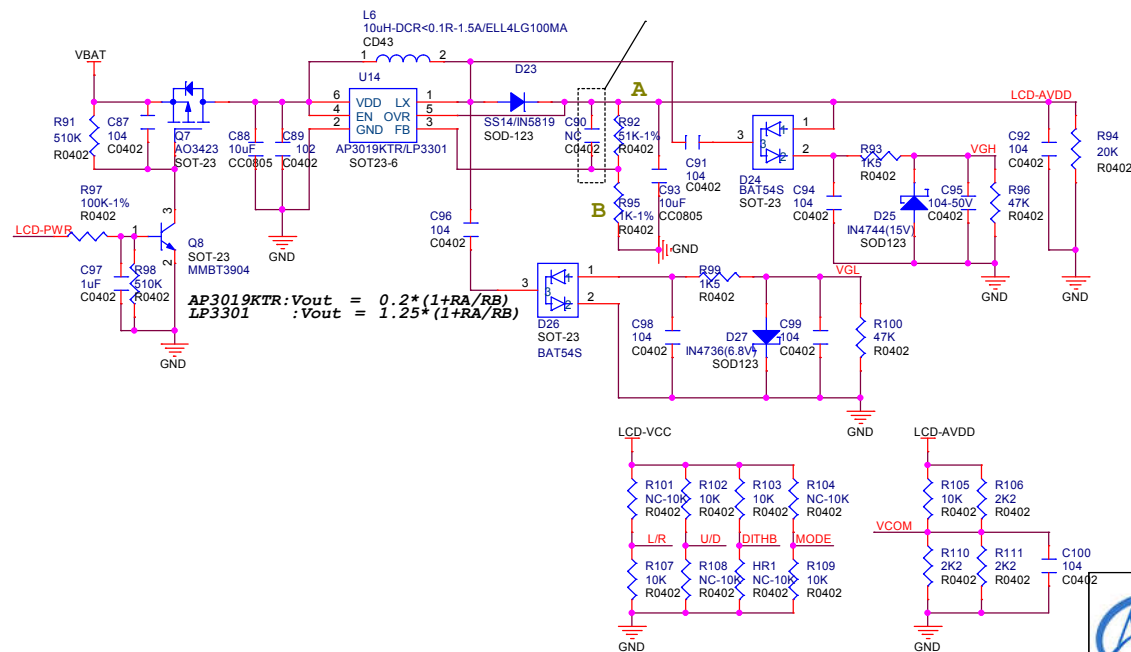 L6
10uH-DCR<0.1R-1.5A/ELL4LG100MA
CD43
1 2
VBAT
U14
6 VDD LX 1
4 EN OVR 5
2 GND FB 3
AP3019KTR/LP3301
SOT23-6
D23
SS14/IN5819
SOD-123
R91
510K
R0402
C87
104
C0402
Q7
AO3423
SOT-23
C88
10uF
CC0805
C89
102
C0402
GND
C90
NC
C0402
A
R92
51K-1%
R0402
B
R95
1K-1%
R0402
C93
10uF
CC0805
GND
C91
104
C0402
3
1
2
3
D24
BAT54S
SOT-23
LCD-AVDD
R93
1K5
R0402
VGH
C94
104
C0402
D25
IN4744(15V)
SOD123
C95
104-50V
C0402
R96
47K
R0402
GND
C92
104
C0402
R94
20K
R0402
GND
R97
100K-1%
R0402
LCD-PWR
1
3
2
Q8
SOT-23
MMBT3904
C97
1uF
C0402
R98
510K
R0402
GND
AP3019KTR:Vout = 0.2*(1+RA/RB)
LP3301 :Vout = 1.25*(1+RA/RB)
C96
104
C0402
3
3
1
2
D26
SOT-23
BAT54S
R99
1K5
R0402
VGL
C98
104
C0402
D27
IN4736(6.8V)
SOD123
C99
104
C0402
R100
47K
R0402
GND
LCD-VCC
R101
NC-10K
R0402
R102
10K
R0402
R103
10K
R0402
R104
NC-10K
R0402
L/R U/D DITHB MODE
R107
10K
R0402
R108
NC-10K
R0402
HR1
NC-10K
R0402
R109
10K
R0402
GND
LCD-AVDD
R105
10K
R0402
R106
2K2
R0402
VCOM
R110
2K2
R0402
R111
2K2
R0402
C100
104
C0402
GND